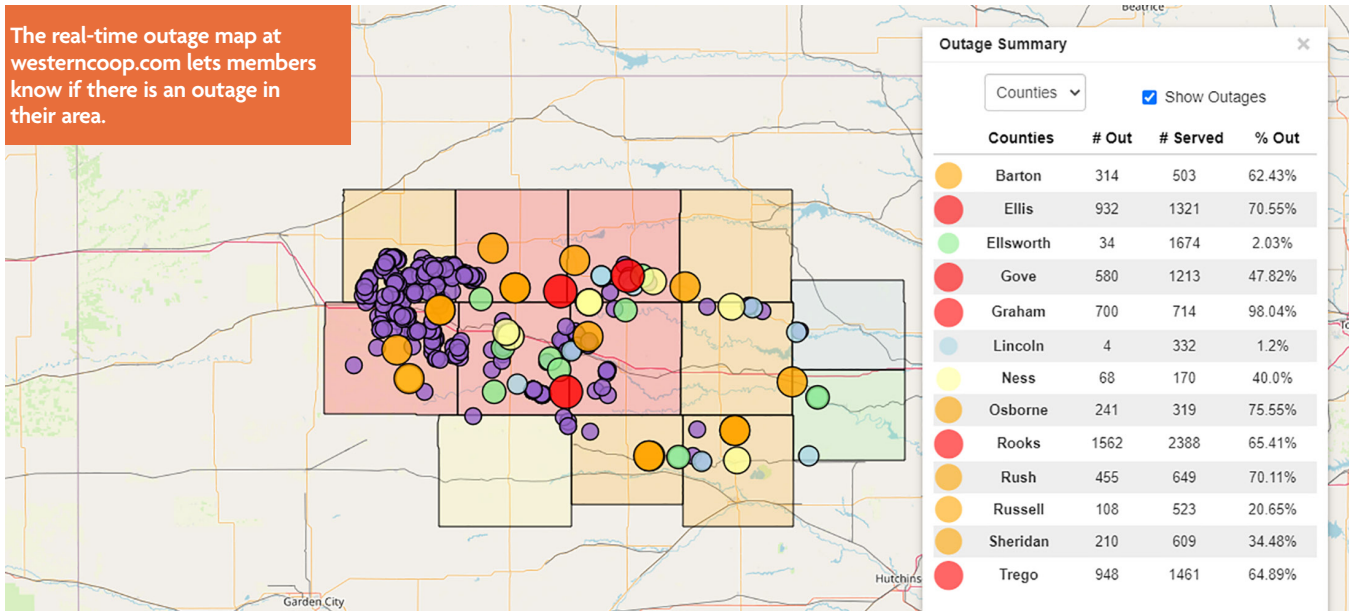 The real-time outage map at
westerncoop.com lets members
know if there is an outage in
their area.
Beatrice
Outage Summary ×
Counties Show Outages
Counties # Out # Served % Out
Barton 314 503 62.43%
Ellis 932 1321 70.55%
Ellsworth 34 1674 2.03%
Gove 580 1213 47.82%
Graham 700 714 98.04%
Lincoln 4 332 1.2%
Ness 68 170 40.0%
Osborne 241 319 75.55%
Rooks 1562 2388 65.41%
Rush 455 649 70.11%
Russell 108 523 20.65%
Sheridan 210 609 34.48%
Trego 948 1461 64.89%
Hutchins
Garden City